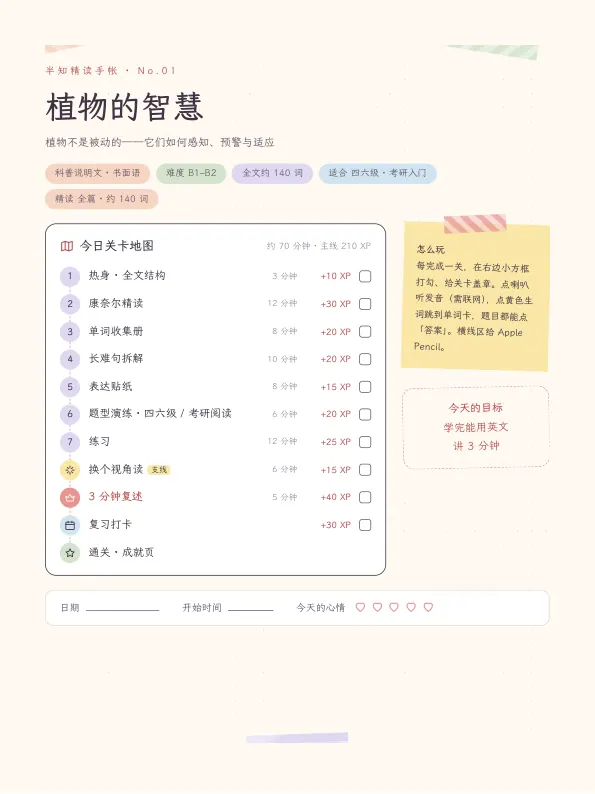 半知精读手帐 · No.01
植物的智慧
植物不是被动的——它们如何感知、预警与适应
科普说明文 · 书面语
难度 B1–B2
全文约 140 词
适合 四六级 · 考研入门
精读 全篇 · 约 140 词
今日关卡地图
约 70 分钟 · 主线 210 XP
1 热身 · 全文结构 3 分钟 +10 XP
2 康奈尔精读 12 分钟 +30 XP
3 单词收集册 8 分钟 +20 XP
4 长难句拆解 10 分钟 +20 XP
5 表达贴纸 8 分钟 +15 XP
6 题型演练 · 四六级 / 考研阅读 6 分钟 +20 XP
7 练习 12 分钟 +25 XP
换个视角读 支线 6 分钟 +15 XP
3 分钟复述 5 分钟 +40 XP
复习打卡 +30 XP
通关 · 成就页
怎么玩
每完成一关，在右边小方框
打勾、给关卡盖章。点喇叭
听发音（需联网），点黄色生
词跳到单词卡，题目都能点
「答案」。横线区给 Apple
Pencil。
今天的目标
学完能用英文
讲 3 分钟
日期
开始时间
今天的心情